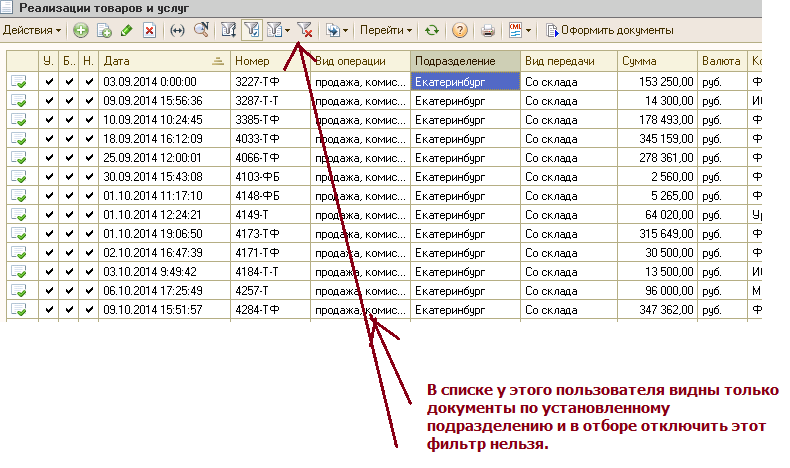 Реализации товаров и услуг
Действия Перейти Оформить документы
У. Б.. Н. Дата Номер Вид операции Подразделение Вид передачи Сумма Валюта Ко
03.09.2014 0:00:00 3227-ТФ продажа, комис... Екатеринбург Со склада 153 250,00 руб. Ф
09.09.2014 15:56:36 3287-Т-Т продажа, комис... Екатеринбург Со склада 14 300,00 руб. ИС
10.09.2014 10:24:45 3385-ТФ продажа, комис... Екатеринбург Со склада 178 493,00 руб. Ф
18.09.2014 16:12:09 4033-ТФ продажа, комис... Екатеринбург Со склада 345 159,00 руб. Ф
25.09.2014 12:00:01 4066-ТФ продажа, комис... Екатеринбург Со склада 278 361,00 руб. Ф
30.09.2014 15:43:08 4103-ФБ продажа, комис... Екатеринбург Со склада 2 560,00 руб. Ф
01.10.2014 11:17:10 4148-ФБ продажа, комис... Екатеринбург Со склада 5 265,00 руб. Ф
01.10.2014 12:24:21 4149-Т продажа, комис... Екатеринбург Со склада 64 020,00 руб. Ур
01.10.2014 19:06:50 4173-ТФ продажа, комис... Екатеринбург Со склада 315 649,00 руб. Ф
02.10.2014 16:47:39 4171-ТФ продажа, комис... Екатеринбург Со склада 30 500,00 руб. Ф
03.10.2014 9:49:42 4184-Т-Т продажа, комис... Екатеринбург Со склада 13 500,00 руб. ИС
06.10.2014 17:25:49 4257-Т продажа, комис... Екатеринбург Со склада 96 000,00 руб. М
09.10.2014 15:51:57 4284-ТФ продажа, комис... Екатеринбург Со склада 347 362,00 руб. Ф
В списке у этого пользователя видны только
документы по установленному
подразделению и в отборе отключить этот
фильтр нельзя.